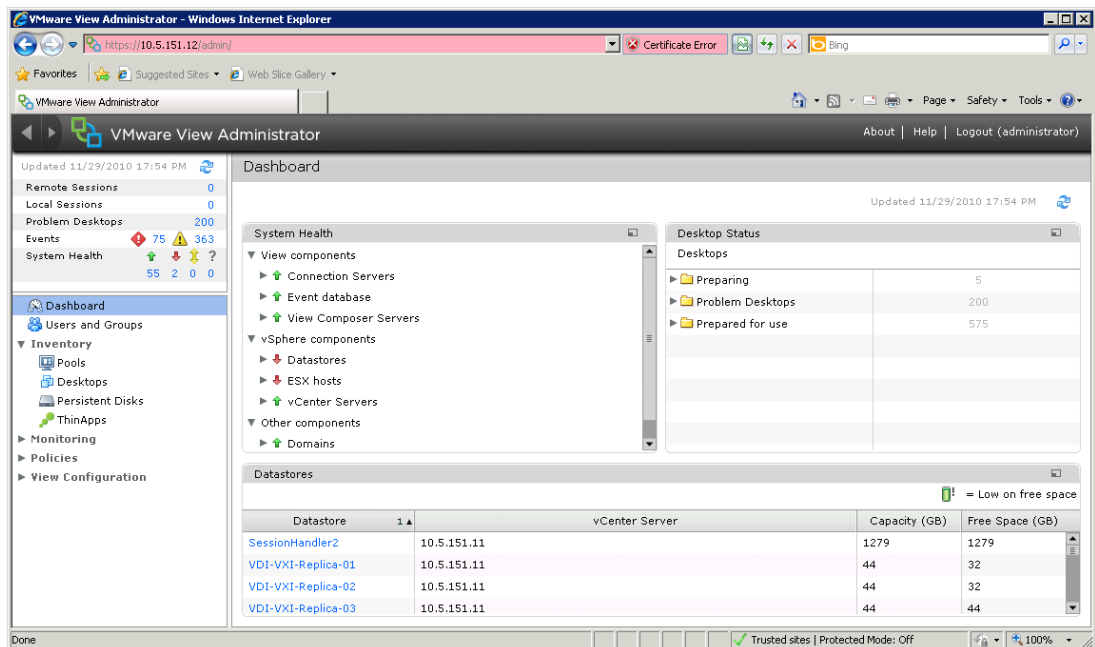 VMware View Administrator - Windows Internet Explorer
https://10.5.151.12/admin/
Certificate Error
Bing
Favorites
Suggested Sites
Web Slice Gallery
VMware View Administrator
Page
Safety
Tools
VMware View Administrator
About | Help | Logout (administrator)
Updated 11/29/2010 17:54 PM
Remote Sessions 0
Local Sessions 0
Problem Desktops 200
Events 75 363
System Health ?
55 2 0 0
Dashboard
Users and Groups
Inventory
Pools
Desktops
Persistent Disks
ThinApps
Monitoring
Policies
View Configuration
Dashboard
Updated 11/29/2010 17:54 PM
System Health
View components
Connection Servers
Event database
View Composer Servers
vSphere components
Datastores
ESX hosts
vCenter Servers
Other components
Domains
Desktop Status
Desktops
Preparing 5
Problem Desktops 200
Prepared for use 575
Datastores
! = Low on free space
Datastore 1 vCenter Server Capacity (GB) Free Space (GB)
SessionHandler2 10.5.151.11 1279 1279
VDI-VXI-Replica-01 10.5.151.11 44 32
VDI-VXI-Replica-02 10.5.151.11 44 32
VDI-VXI-Replica-03 10.5.151.11 44 44
Done
Trusted sites | Protected Mode: Off
100%